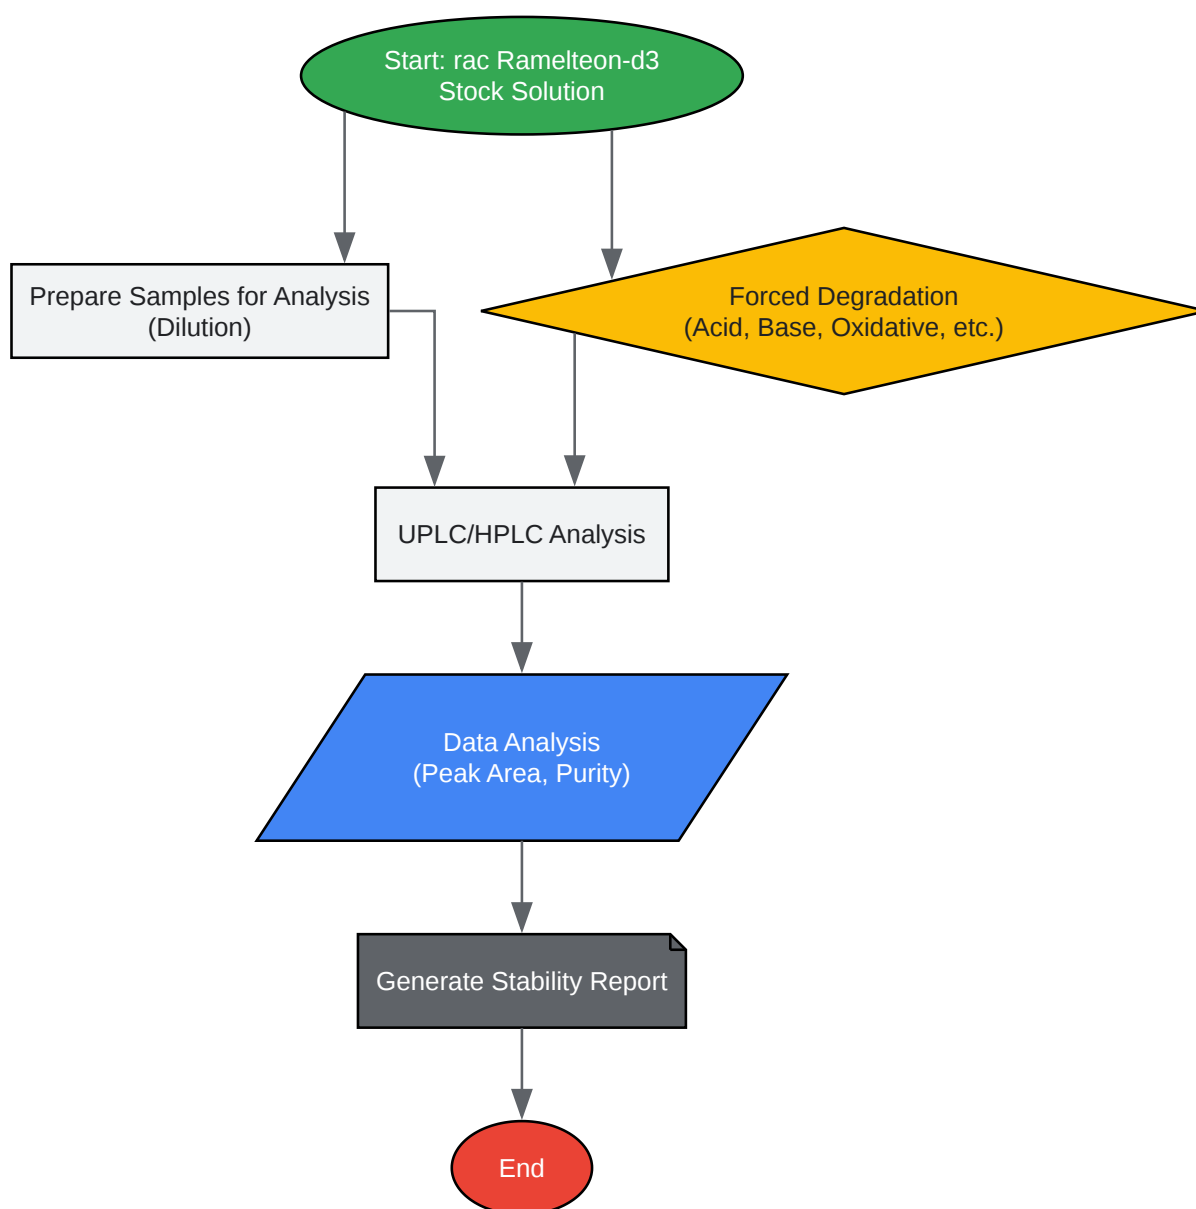 Start: rac Ramelteon-d3
Stock Solution
Prepare Samples for Analysis
(Dilution)
Forced Degradation
(Acid, Base, Oxidative, etc.)
UPLC/HPLC Analysis
Data Analysis
(Peak Area, Purity)
Generate Stability Report
End